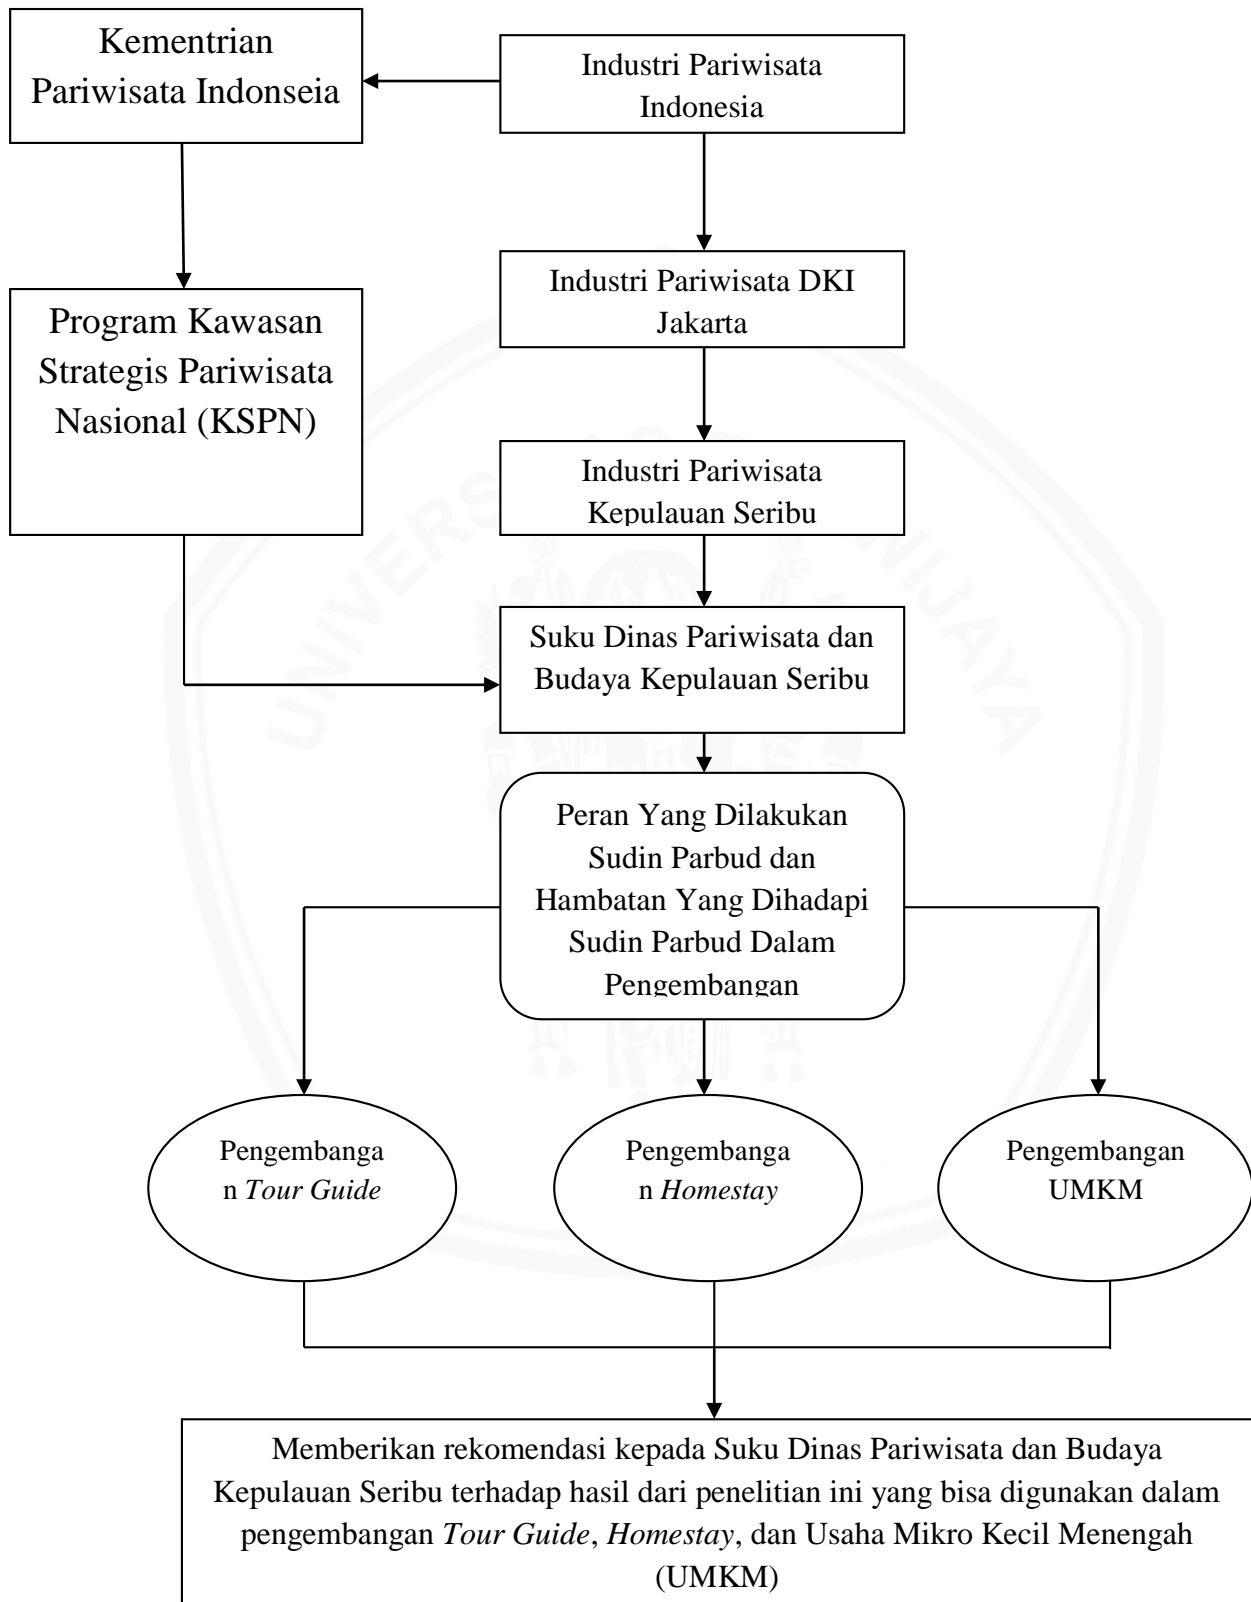 Kementrian
Pariwisata Indonseia
Industri Pariwisata
Indonesia
Industri Pariwisata DKI
Jakarta
Program Kawasan
Strategis Pariwisata
Nasional (KSPN)
Industri Pariwisata
Kepulauan Seribu
Suku Dinas Pariwisata dan
Budaya Kepulauan Seribu
Peran Yang Dilakukan
Sudin Parbud dan
Hambatan Yang Dihadapi
Sudin Parbud Dalam
Pengembangan
Pengembanga
n Tour Guide
Pengembanga
n Homestay
Pengembangan
UMKM
Memberikan rekomendasi kepada Suku Dinas Pariwisata dan Budaya
Kepulauan Seribu terhadap hasil dari penelitian ini yang bisa digunakan dalam
pengembangan Tour Guide, Homestay, dan Usaha Mikro Kecil Menengah
(UMKM)